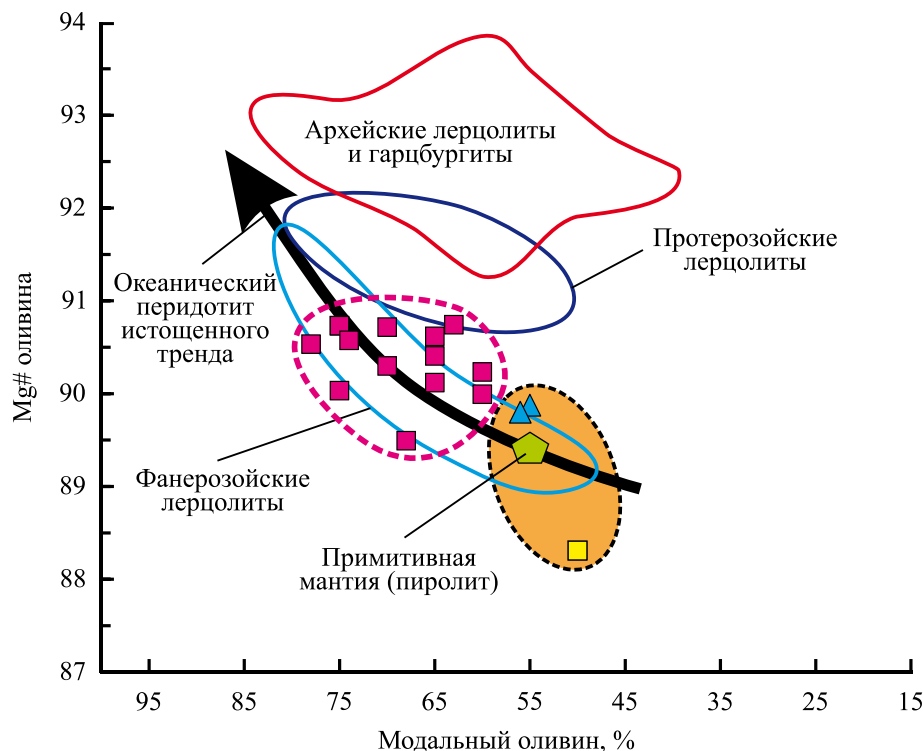 94
93
92
91
90
89
88
87
Mg# оливина
Архейские лерцолиты
и гарцбургиты
Протерозойские
лерцолиты
Океанический
перидотит
истощенного
тренда
Фанерозойские
лерцолиты
Примитивная
мантия (пиролит)
95 85 75 65 55 45 35 25 15
Модальный оливин, %